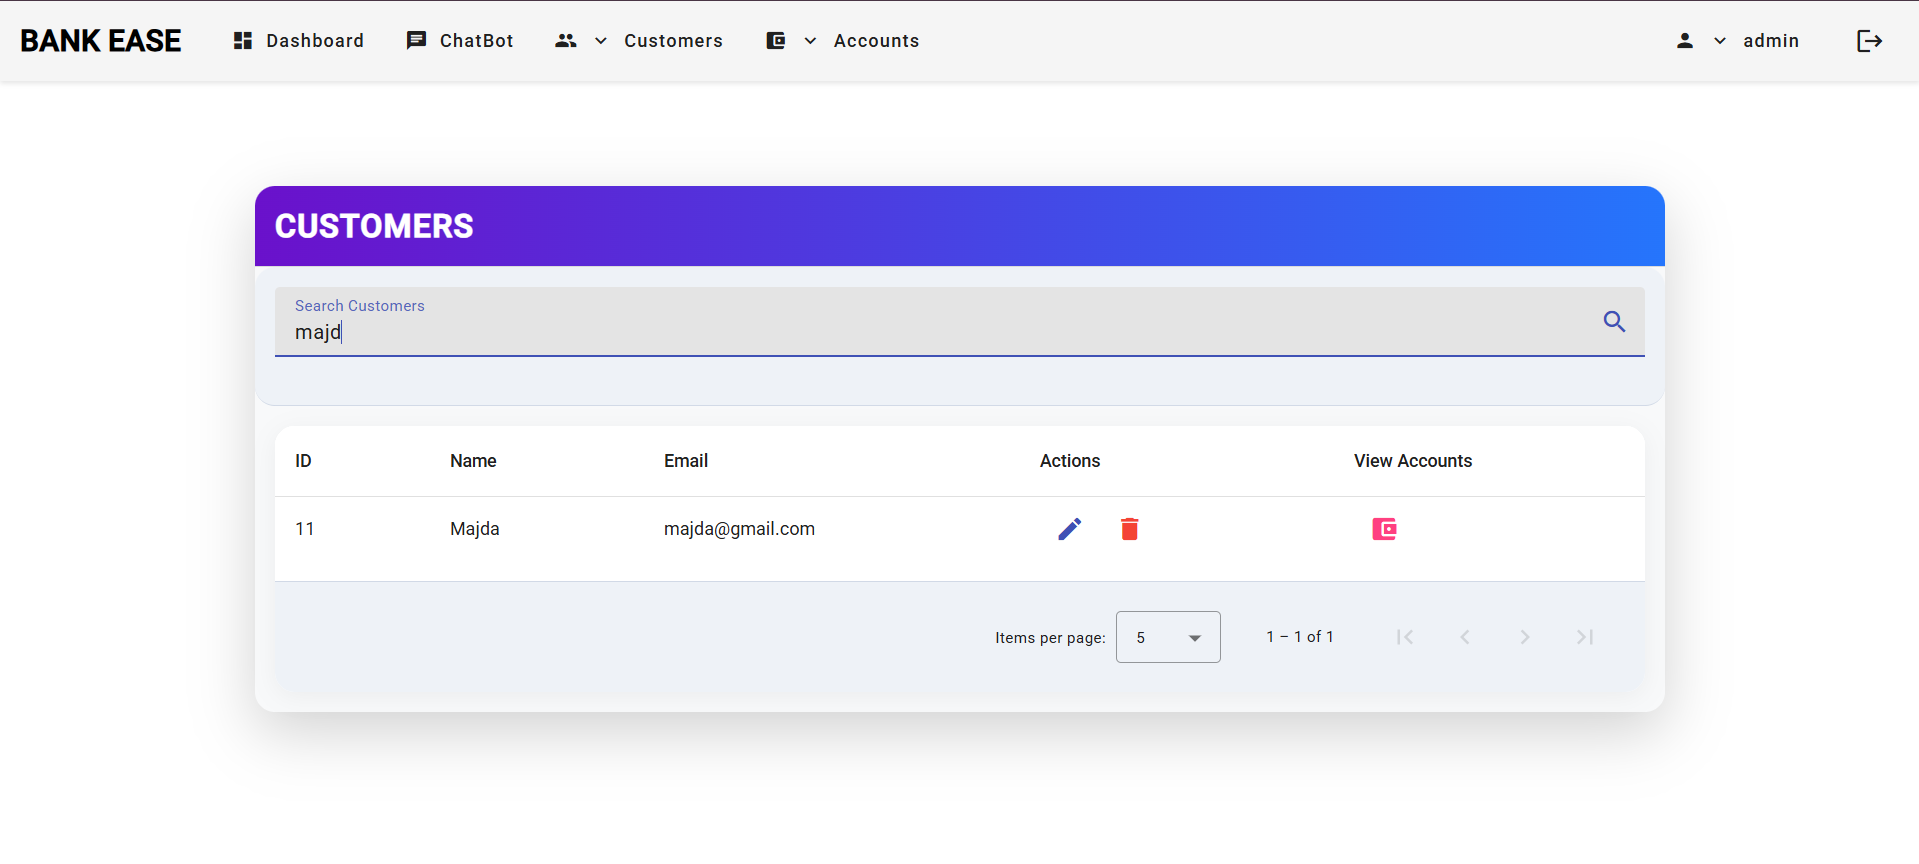 BANK EASE Dashboard ChatBot Customers Accounts admin
CUSTOMERS
Search Customers
majd
ID Name Email Actions View Accounts
11 Majda majda@gmail.com
Items per page: 5 1 – 1 of 1